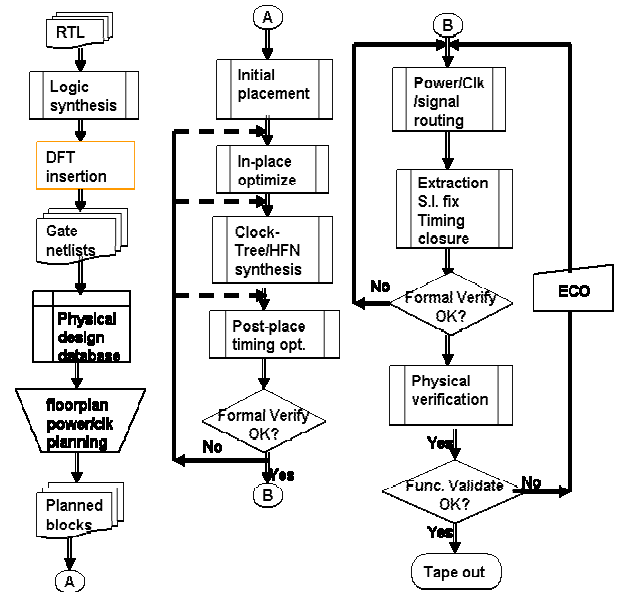 RTL
Logic
synthesis
DFT
insertion
Gate
netlists
Physical
design
database
floorplan
power/clk
planning
Planned
blocks
A
A
Initial
placement
In-place
optimize
Clock-
Tree/HFN
synthesis
Post-place
timing opt.
Formal Verify
OK?
No
Yes
B
B
Power/Clk
/signal
routing
Extraction
S.I. fix
Timing
closure
No
Formal Verify
OK?
ECO
Physical
verification
Yes
Func. Validate
OK?
No
Yes
Tape out